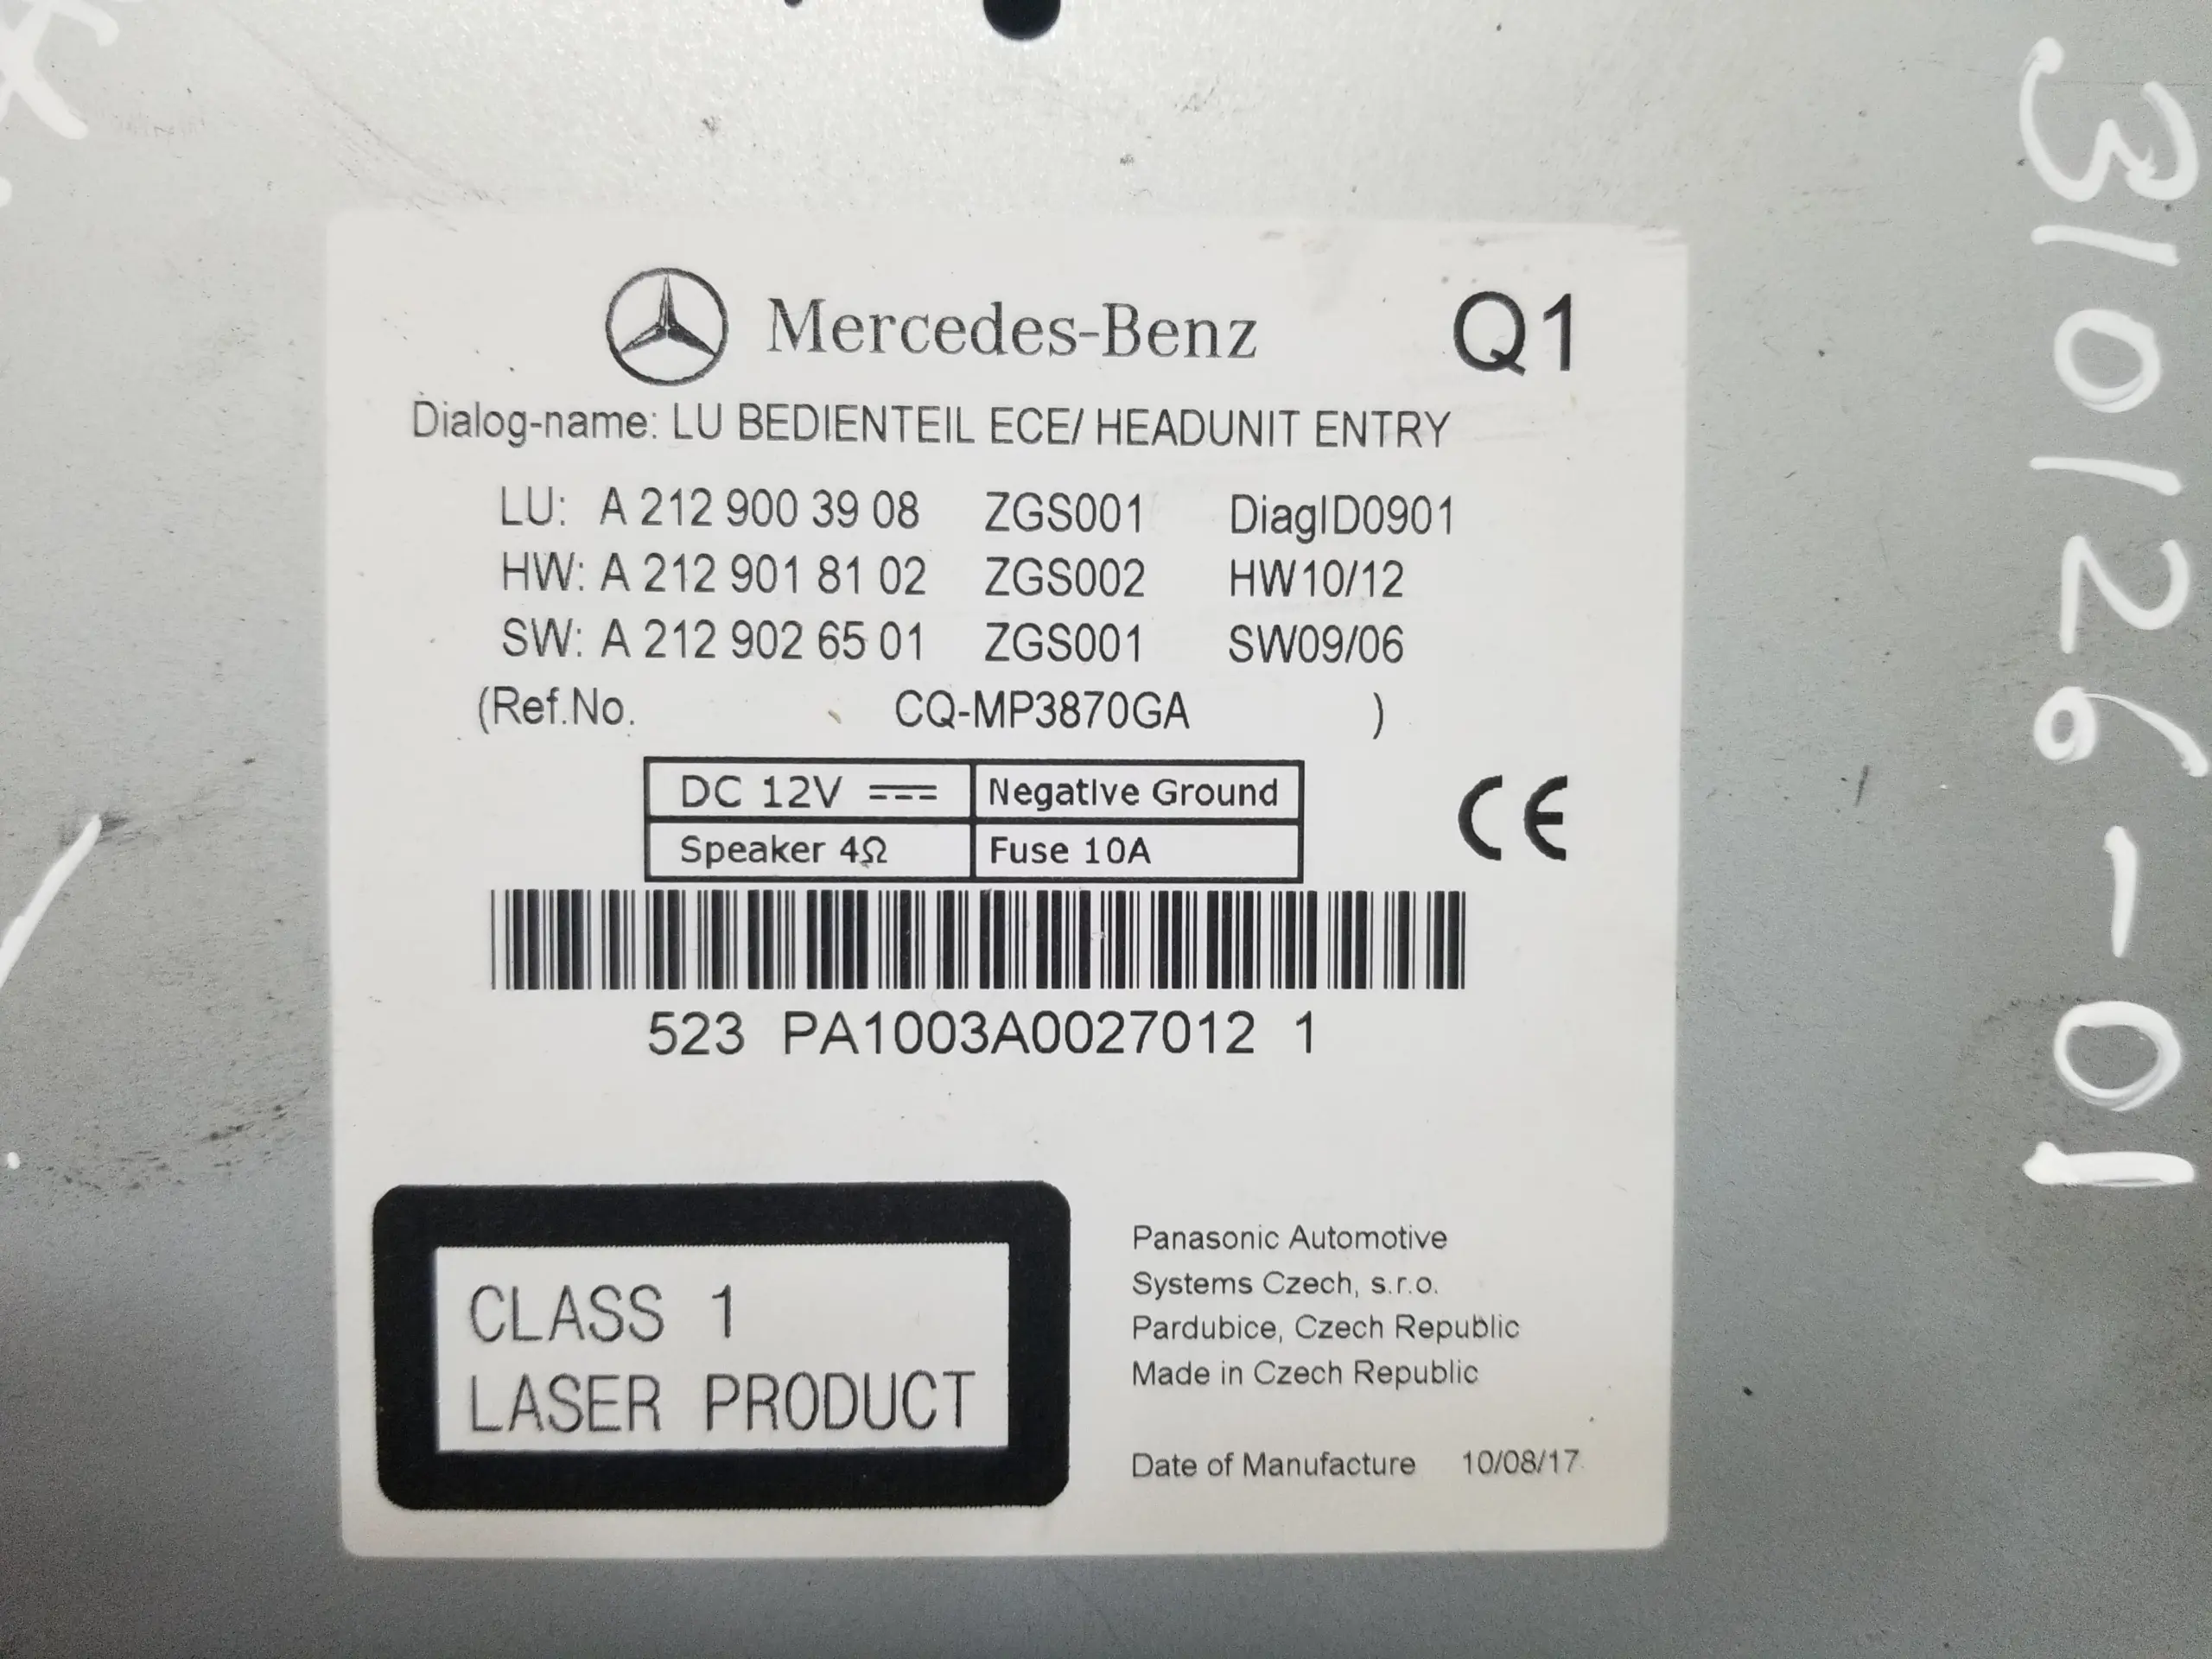 Mercedes-Benz Q1
Dialog-name: LU BEDIENTEIL ECE/ HEADUNIT ENTRY
LU: A 212 900 39 08 ZGS001 DiagID0901
HW: A 212 901 81 02 ZGS002 HW10/12
SW: A 212 902 65 01 ZGS001 SW09/06
(Ref.No. CQ-MP3870GA )
DC 12V Negative Ground
Speaker 4Ω Fuse 10A
CE
523 PA1003A0027012 1
CLASS 1
LASER PRODUCT
Panasonic Automotive
Systems Czech, s.r.o.
Pardubice, Czech Republic
Made in Czech Republic
Date of Manufacture 10/08/17
310126-01